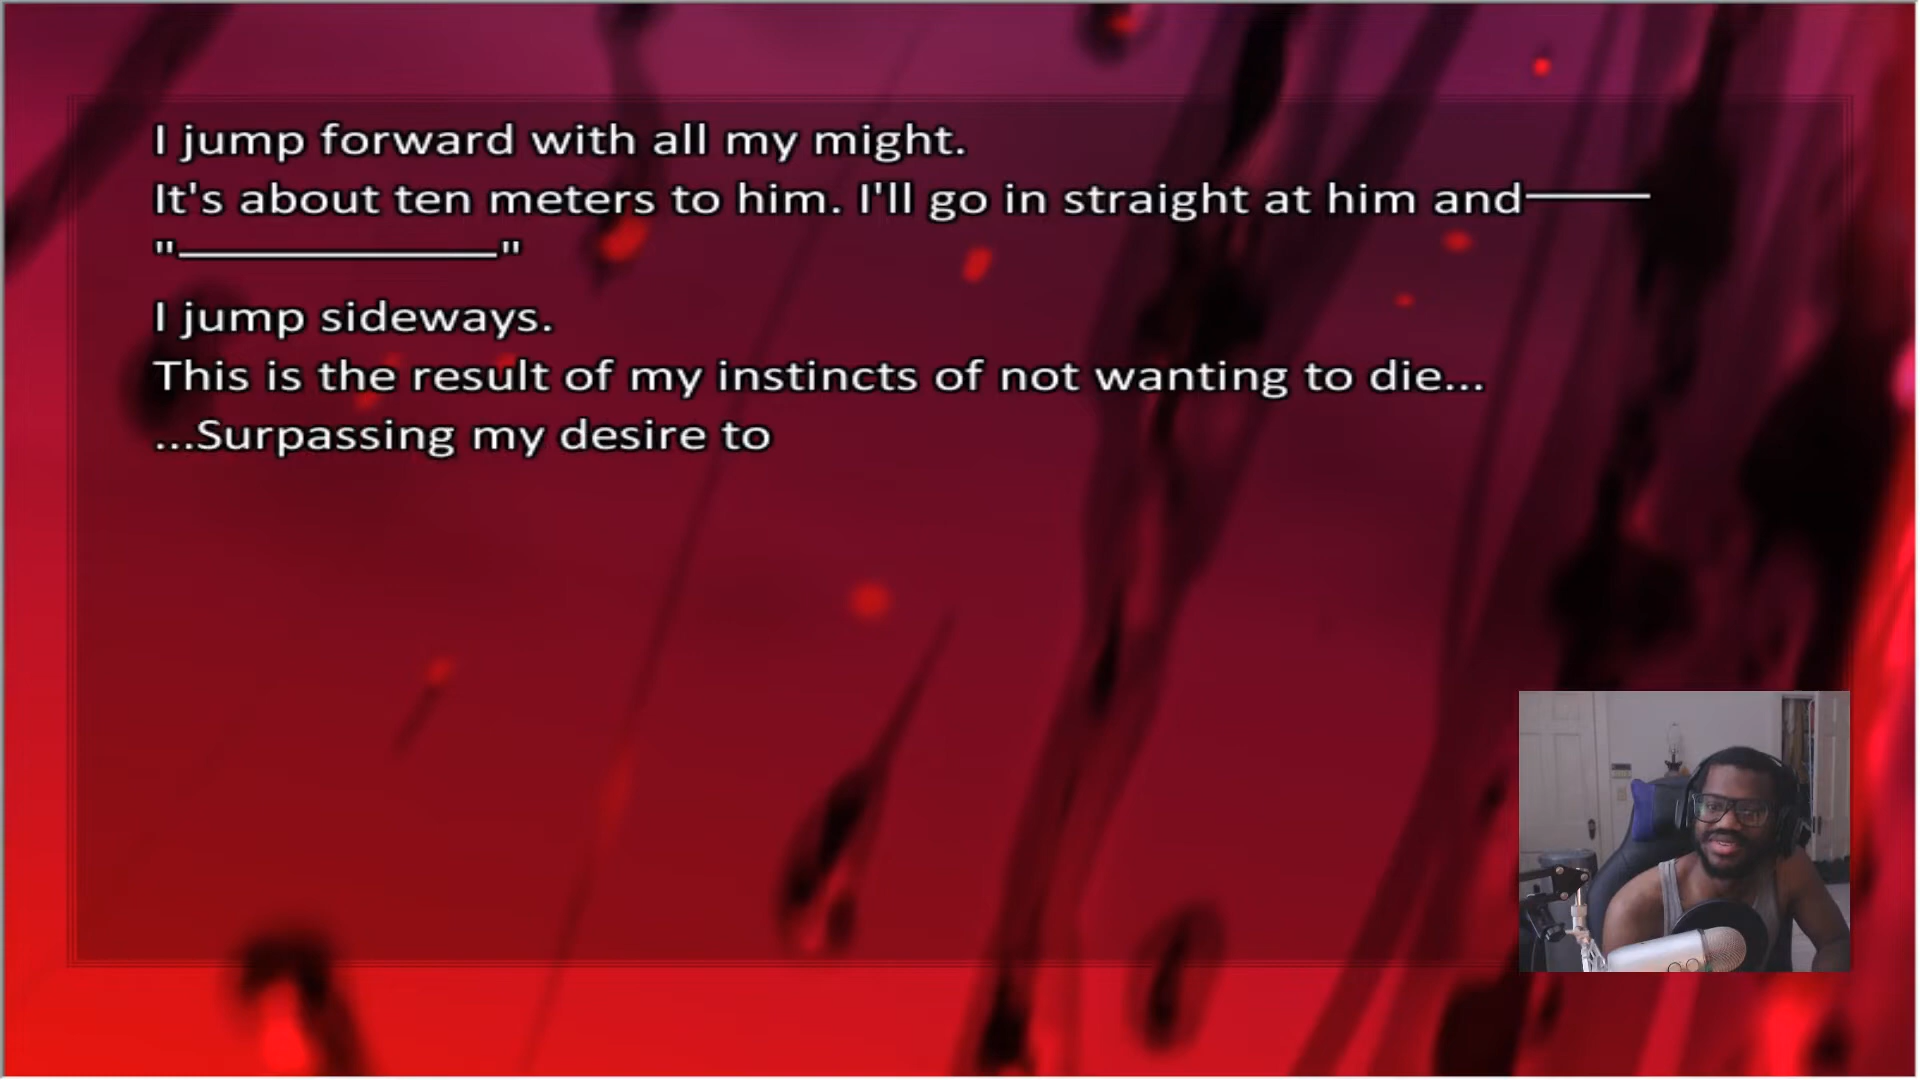 I jump forward with all my might.
It's about ten meters to him. I'll go in straight at him and――――
"――――――――――"
I jump sideways.
This is the result of my instincts of not wanting to die...
...Surpassing my desire to